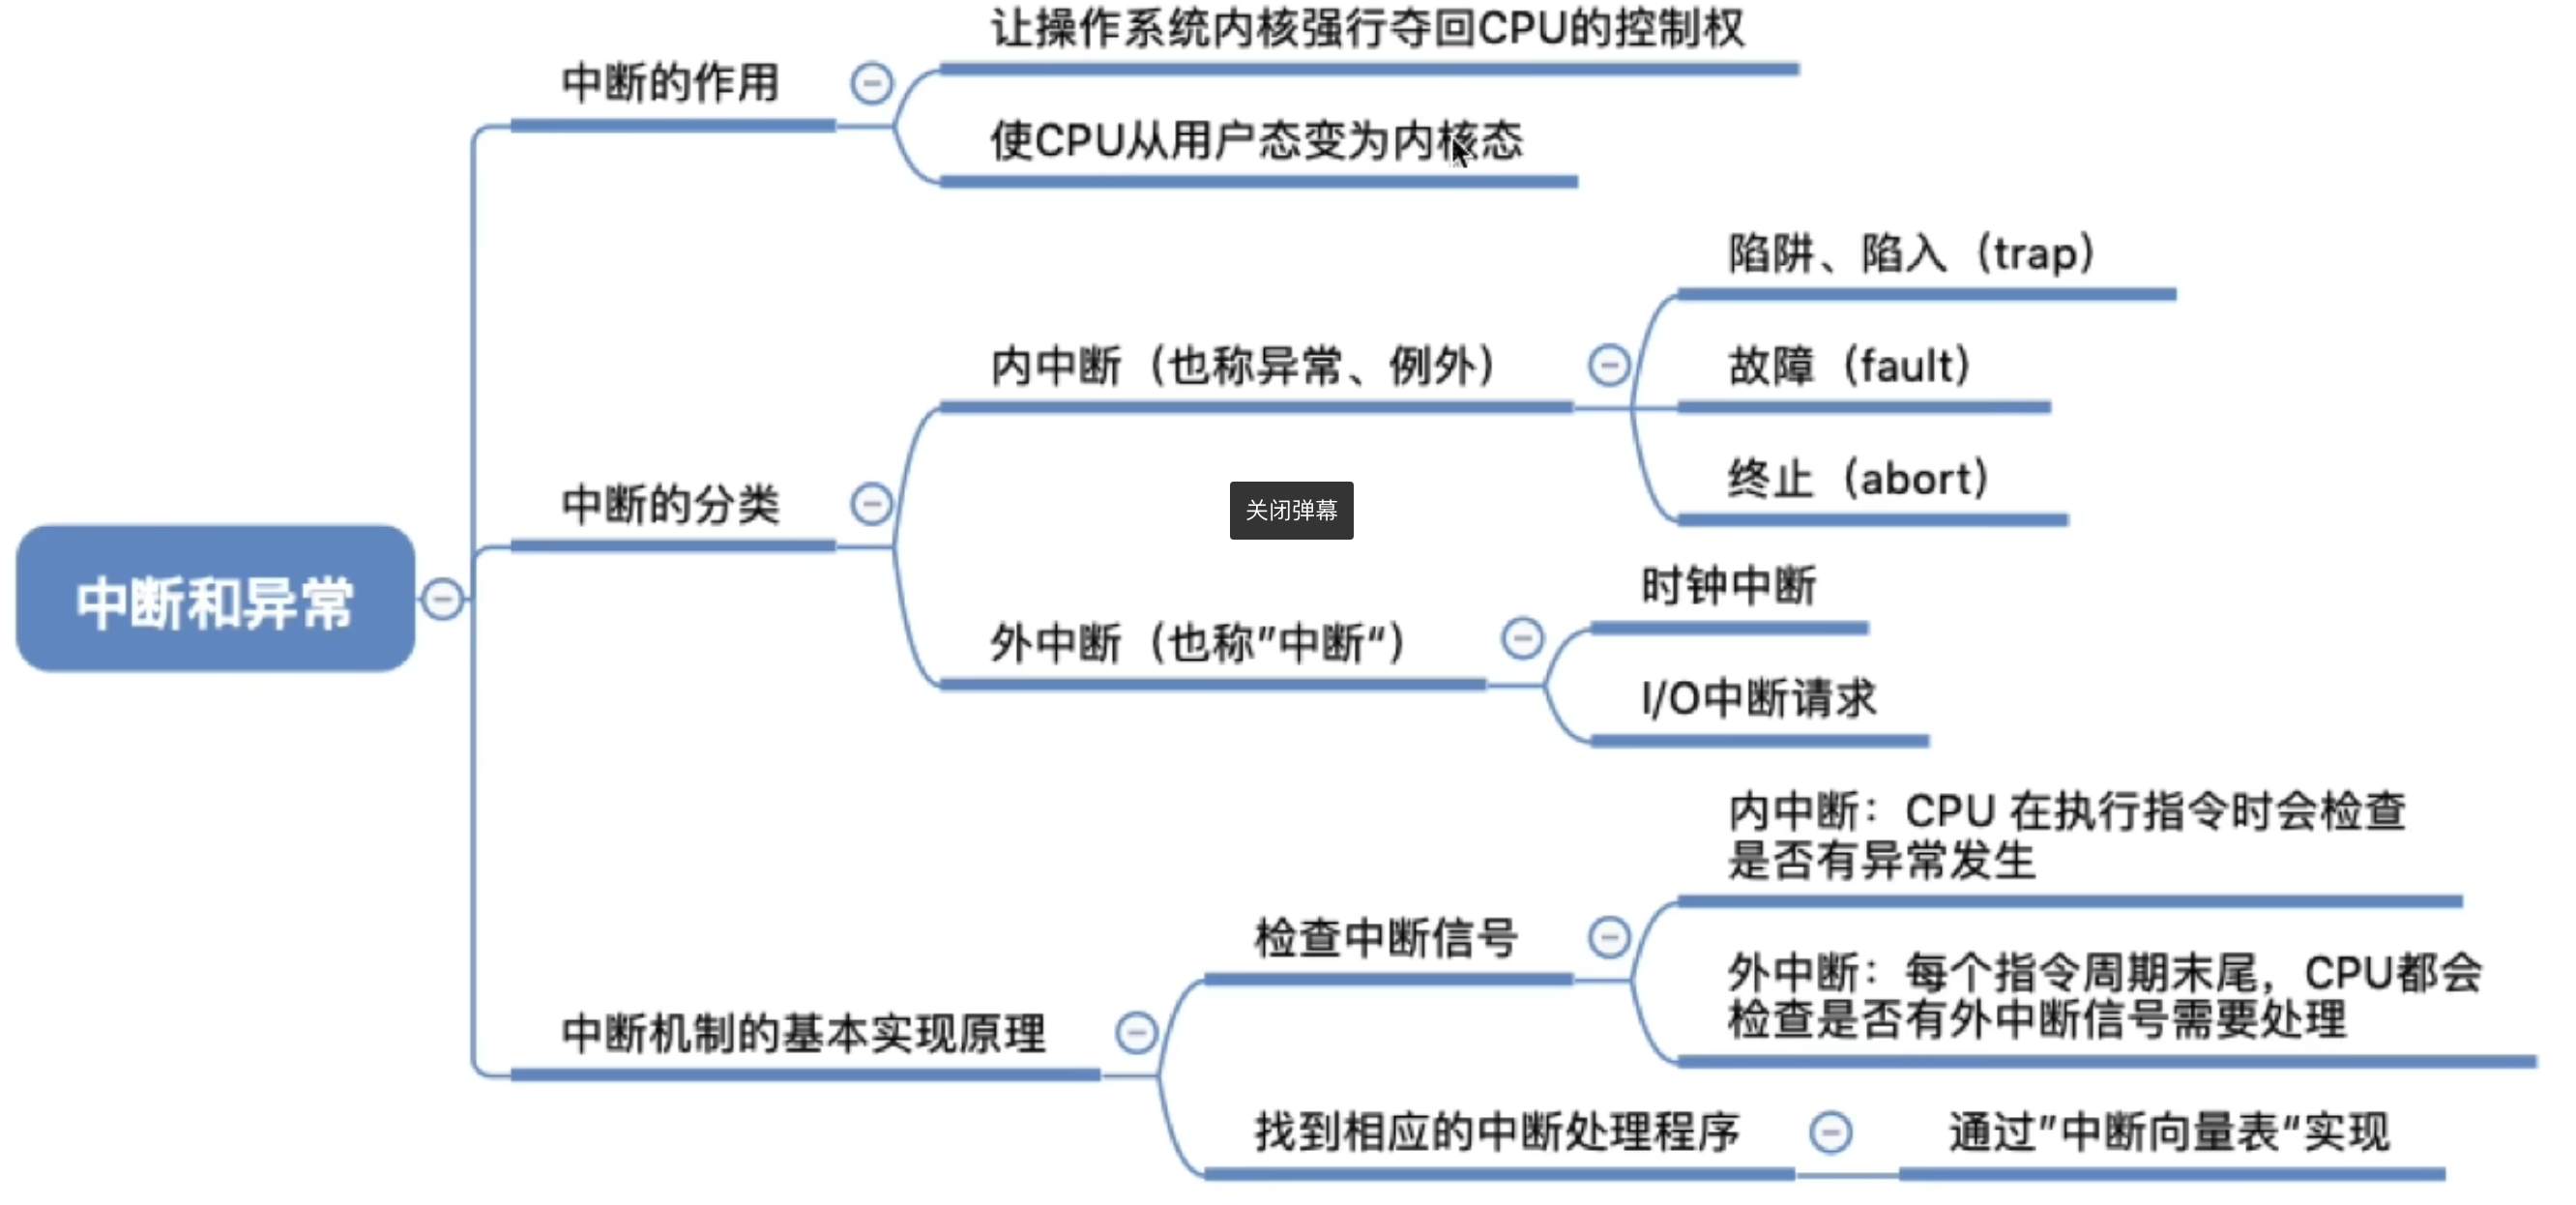 让操作系统内核强行夺回CPU的控制权
中断的作用
使CPU从用户态变为内核态
陷阱、陷入（trap）
内中断（也称异常、例外）
故障（fault）
终止（abort）
中断的分类
关闭弹幕
时钟中断
外中断（也称”中断“）
I/O中断请求
中断和异常
内中断：CPU 在执行指令时会检查
是否有异常发生
检查中断信号
外中断：每个指令周期末尾，CPU都会
检查是否有外中断信号需要处理
中断机制的基本实现原理
找到相应的中断处理程序
通过”中断向量表“实现